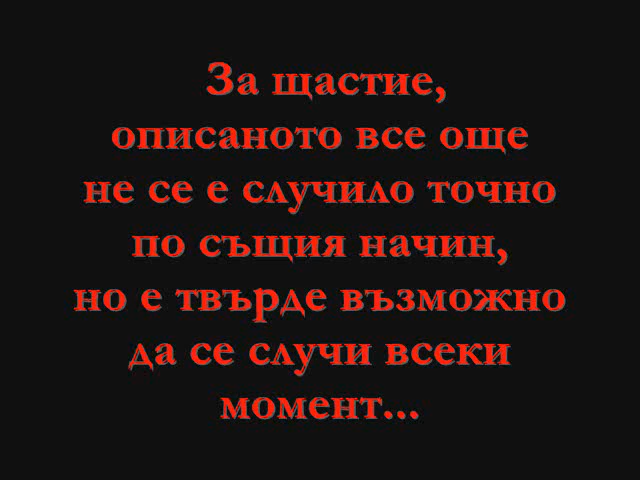 За щастие,
описаното все още
не се е случило точно
по същия начин,
но е твърде възможно
да се случи всеки
момент...